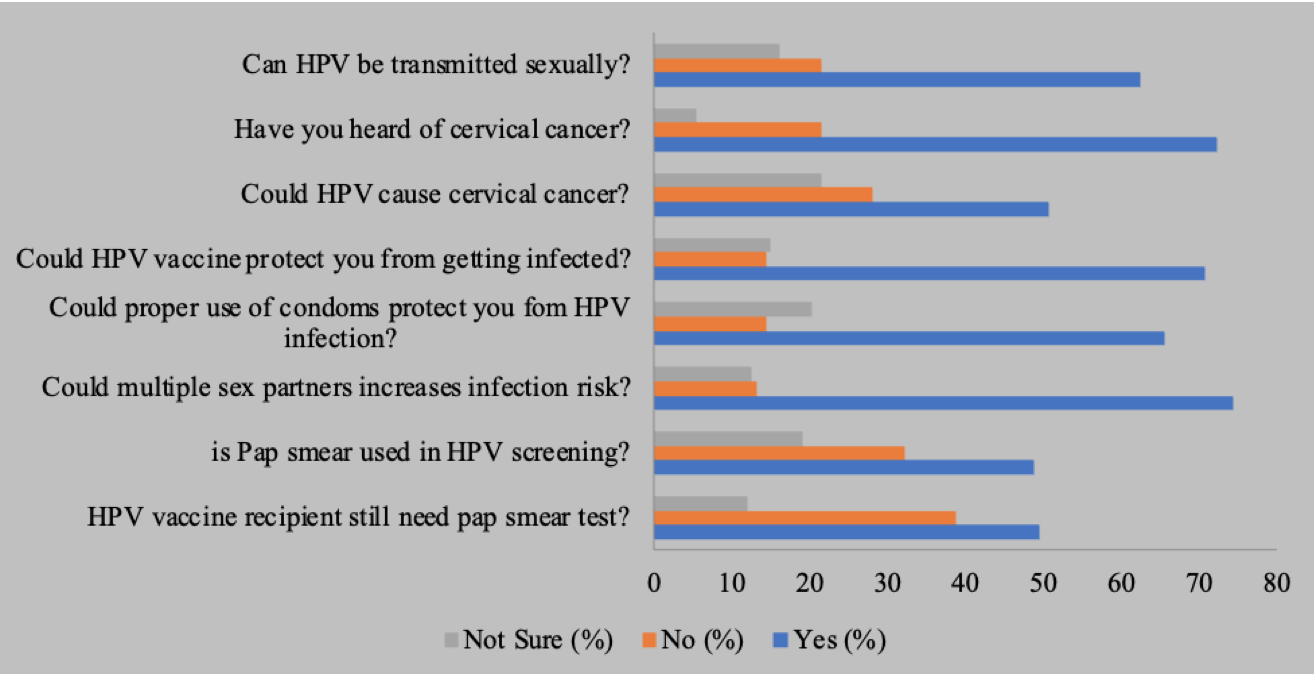 Can HPV be transmitted sexually?
Have you heard of cervical cancer?
Could HPV cause cervical cancer?
Could HPV vaccine protect you from getting infected?
Could proper use of condoms protect you fom HPV
infection?
Could multiple sex partners increases infection risk?
is Pap smear used in HPV screening?
HPV vaccine recipient still need pap smear test?
0 10 20 30 40 50 60 70 80
Not Sure (%) No (%) Yes (%)